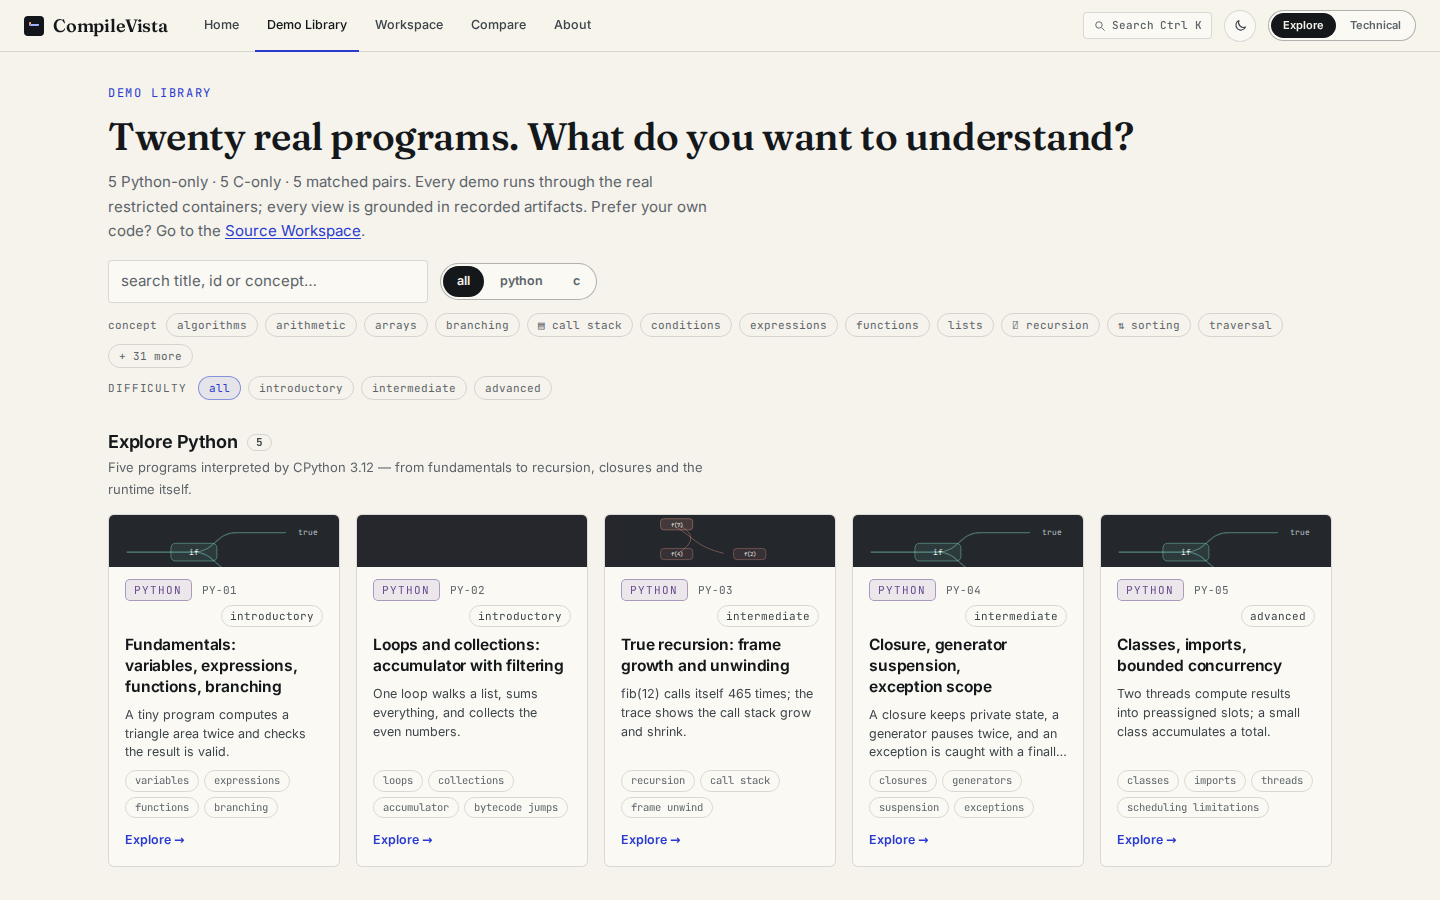 CompileVista
Home
Demo Library
Workspace
Compare
About
Search Ctrl K
Explore
Technical
DEMO LIBRARY
Twenty real programs. What do you want to understand?
5 Python-only · 5 C-only · 5 matched pairs. Every demo runs through the real
restricted containers; every view is grounded in recorded artifacts. Prefer your own
code? Go to the Source Workspace.
search title, id or concept…
all
python
c
concept
algorithms
arithmetic
arrays
branching
call stack
conditions
expressions
functions
lists
recursion
sorting
traversal
+ 31 more
DIFFICULTY
all
introductory
intermediate
advanced
Explore Python 5
Five programs interpreted by CPython 3.12 — from fundamentals to recursion, closures and the
runtime itself.
if
true
PYTHON PY-01
introductory
Fundamentals:
variables, expressions,
functions, branching
A tiny program computes a
triangle area twice and checks
the result is valid.
variables
expressions
functions
branching
Explore →
PYTHON PY-02
introductory
Loops and collections:
accumulator with filtering
One loop walks a list, sums
everything, and collects the
even numbers.
loops
collections
accumulator
bytecode jumps
Explore →
f(2)
PYTHON PY-03
intermediate
True recursion: frame
growth and unwinding
fib(12) calls itself 465 times; the
trace shows the call stack grow
and shrink.
recursion
call stack
frame unwind
Explore →
if
true
PYTHON PY-04
intermediate
Closure, generator
suspension,
exception scope
A closure keeps private state, a
generator pauses twice, and an
exception is caught with a finall…
closures
generators
suspension
exceptions
Explore →
if
true
PYTHON PY-05
advanced
Classes, imports,
bounded concurrency
Two threads compute results
into preassigned slots; a small
class accumulates a total.
classes
imports
threads
scheduling limitations
Explore →